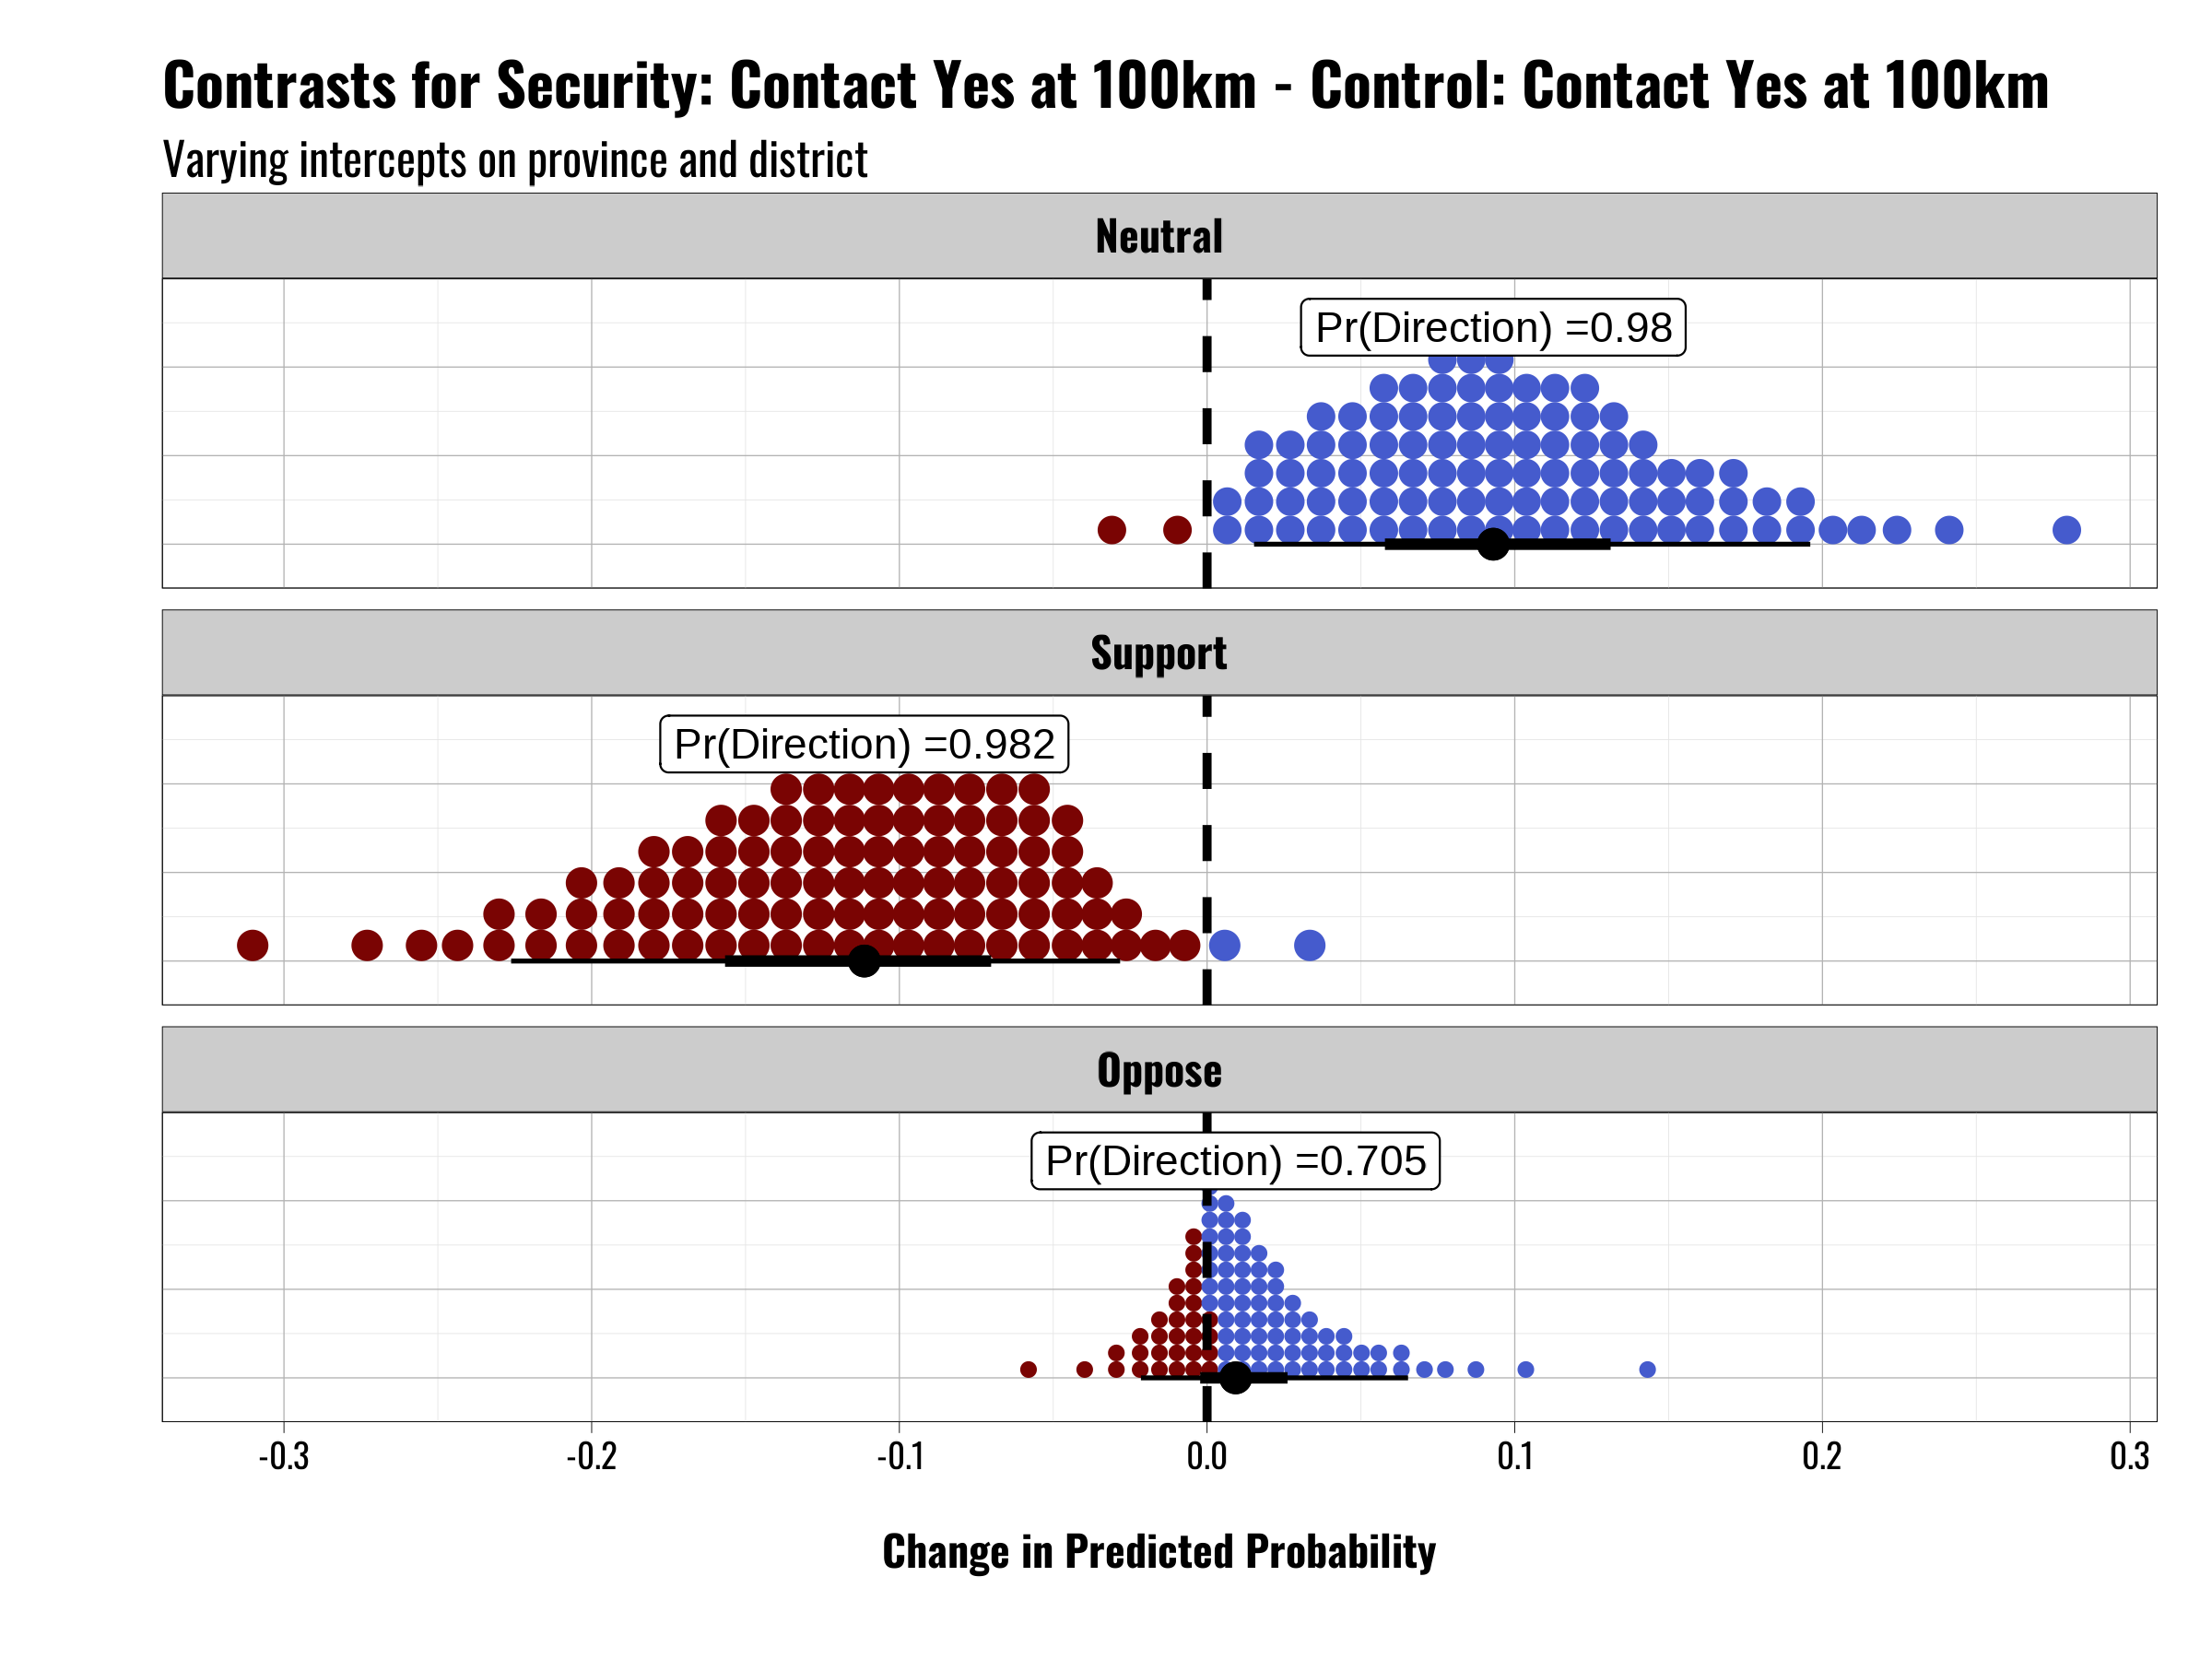 Contrasts for Security: Contact Yes at 100km - Control: Contact Yes at 100km
Varying intercepts on province and district
Neutral
Pr(Direction) =0.98
Support
Pr(Direction) =0.982
Oppose
Pr(Direction) =0.705
-0.3 -0.2 -0.1 0.0 0.1 0.2 0.3
Change in Predicted Probability